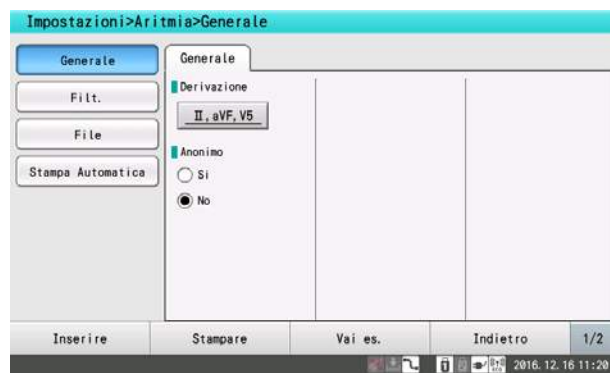 Impostazioni>Aritmia>Generale
Generale
Filt.
File
Stampa Automatica
Generale
Derivazione
II, aVF, V5
Anonimo
Si
No
Inserire
Stampare
Vai es.
Indietro
1/2
2016. 12. 16 11:20